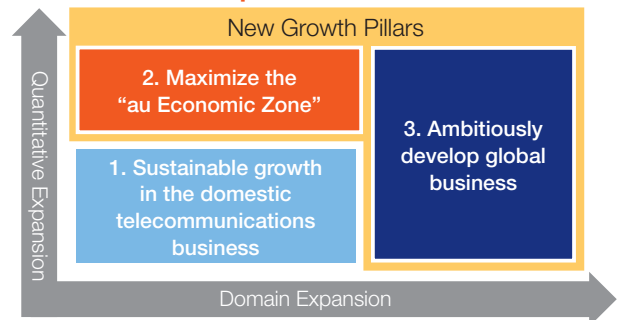 New Growth Pillars
Quantitative Expansion
2. Maximize the
“au Economic Zone”
1. Sustainable growth
in the domestic
telecommunications
business
3. Ambitiously
develop global
business
Domain Expansion